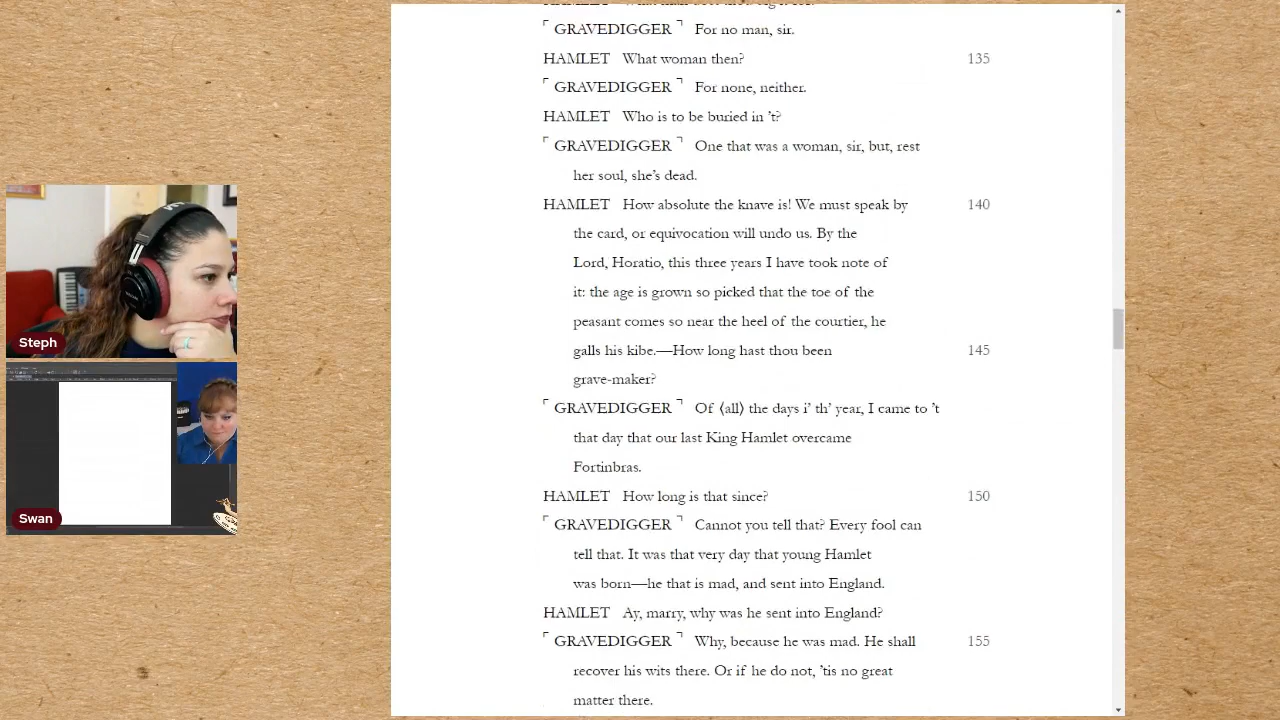 GRAVEDIGGER For no man, sir.
HAMLET What woman then? 135
GRAVEDIGGER For none, neither.
HAMLET Who is to be buried in ’t?
GRAVEDIGGER One that was a woman, sir, but, rest
her soul, she’s dead.
HAMLET How absolute the knave is! We must speak by 140
the card, or equivocation will undo us. By the
Lord, Horatio, this three years I have took note of
it: the age is grown so picked that the toe of the
peasant comes so near the heel of the courtier, he
galls his kibe.—How long hast thou been 145
grave-maker?
GRAVEDIGGER Of ⟨all⟩ the days i’ th’ year, I came to ’t
that day that our last King Hamlet overcame
Fortinbras.
HAMLET How long is that since? 150
GRAVEDIGGER Cannot you tell that? Every fool can
tell that. It was that very day that young Hamlet
was born—he that is mad, and sent into England.
HAMLET Ay, marry, why was he sent into England?
GRAVEDIGGER Why, because he was mad. He shall 155
recover his wits there. Or if he do not, ’tis no great
matter there.
Steph
Swan